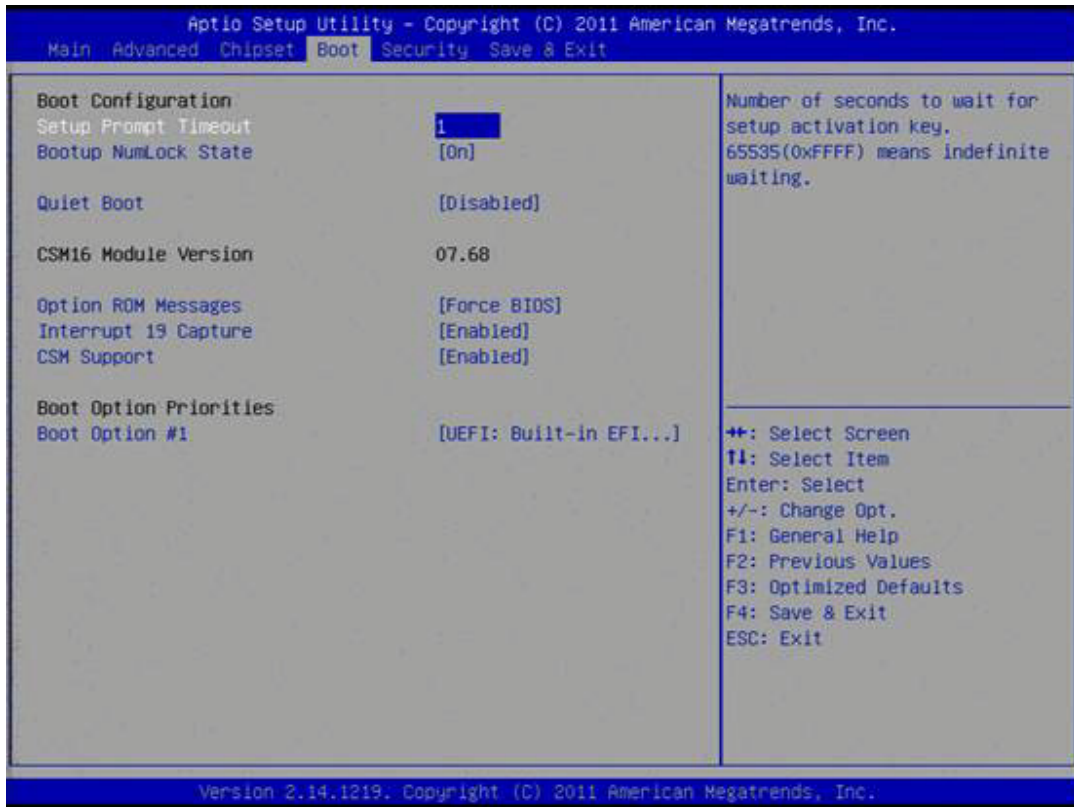 Aptio Setup Utility – Copyright (C) 2011 American Megatrends, Inc.
Main Advanced Chipset Boot Security Save & Exit
Boot Configuration
Setup Prompt Timeout 1
Bootup NumLock State [On]
Quiet Boot [Disabled]
CSM16 Module Version 07.68
Option ROM Messages [Force BIOS]
Interrupt 19 Capture [Enabled]
CSM Support [Enabled]
Boot Option Priorities
Boot Option #1 [UEFI: Built-in EFI...]
Number of seconds to wait for
setup activation key.
65535(0xFFFF) means indefinite
waiting.
→←: Select Screen
↑↓: Select Item
Enter: Select
+/-: Change Opt.
F1: General Help
F2: Previous Values
F3: Optimized Defaults
F4: Save & Exit
ESC: Exit
Version 2.14.1219. Copyright (C) 2011 American Megatrends, Inc.